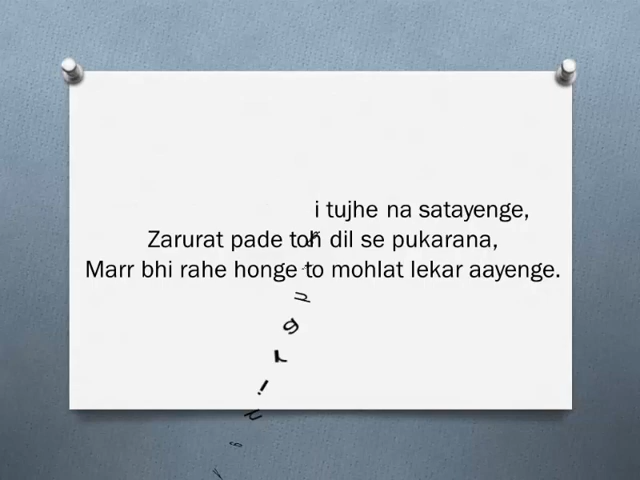 i tujhe na satayenge,
Zarurat pade toh dil se pukarana,
Marr bhi rahe honge to mohlat lekar aayenge.